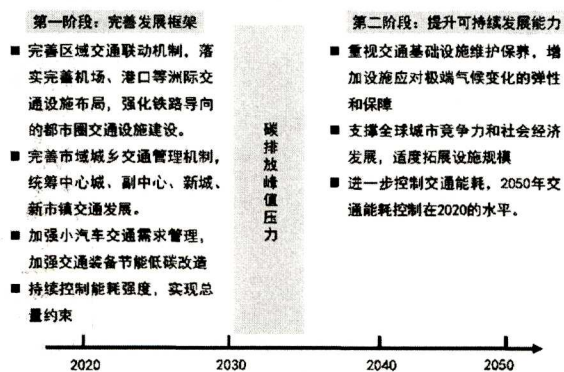 第一阶段：完善发展框架
■ 完善区域交通联动机制，落
实完善机场、港口等洲际交
通设施布局，强化铁路导向
的都市圈交通设施建设。
■ 完善市域城乡交通管理机制，
统筹中心城、副中心、新城、
新市镇交通发展。
■ 加强小汽车交通需求管理，
加强交通装备节能低碳改造
■ 持续控制能耗强度，实现总
量约束
碳排放峰值压力
第二阶段：提升可持续发展能力
■ 重视交通基础设施维护保养，增
加设施应对极端气候变化的弹性
和保障
■ 支撑全球城市竞争力和社会经济
发展，适度拓展设施规模
■ 进一步控制交通能耗，2050年交
通能耗控制在2020的水平。
2020 2030 2040 2050